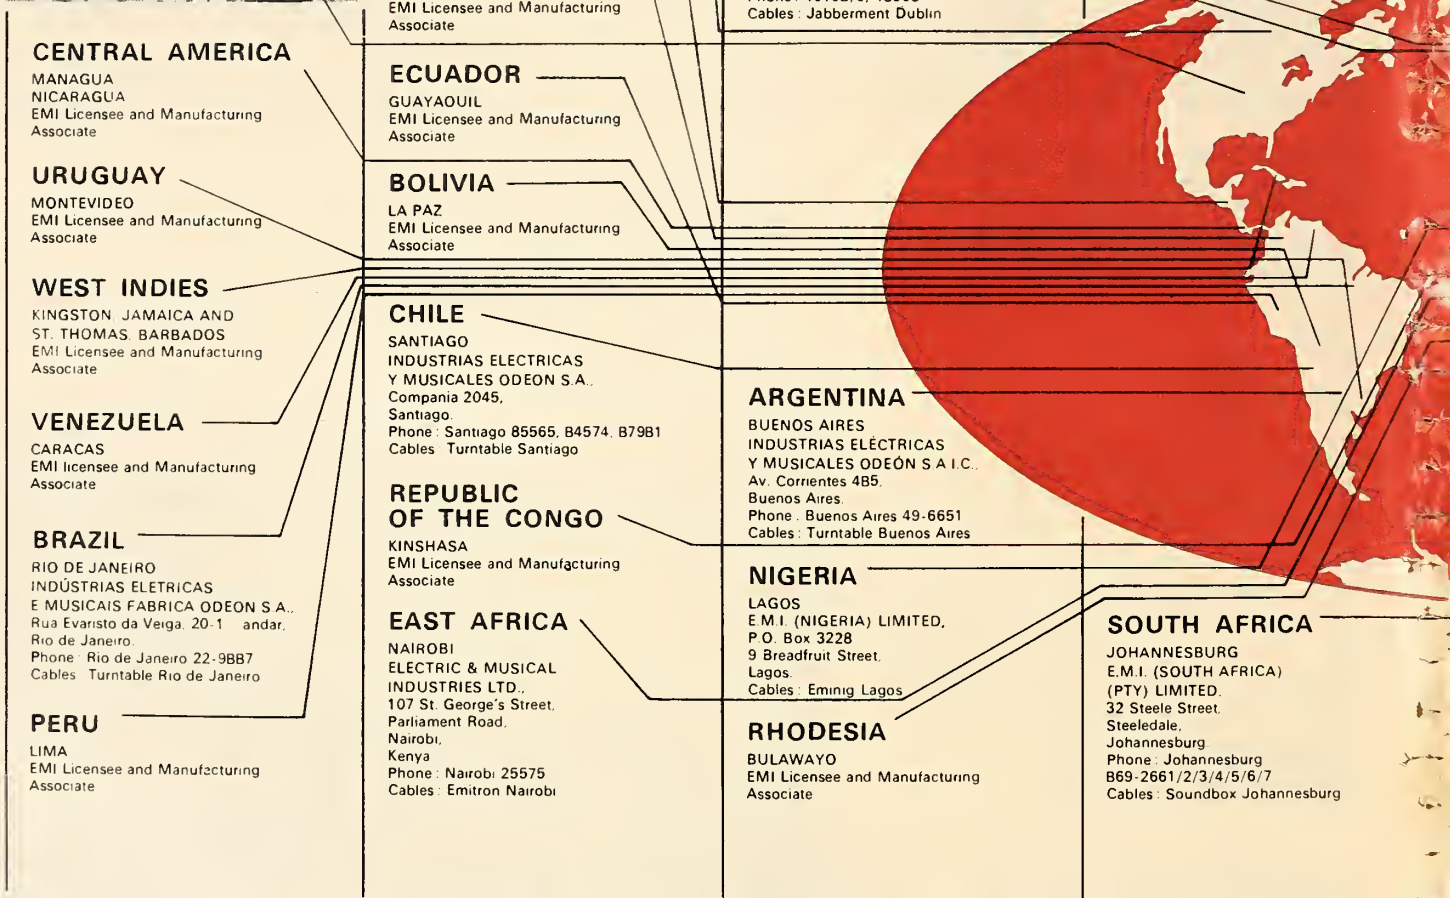 CENTRAL AMERICA
MANAGUA
NICARAGUA
EMI Licensee and Manufacturing
Associate
URUGUAY
MONTEVIDEO
EMI Licensee and Manufacturing
Associate
WEST INDIES
KINGSTON, JAMAICA AND
ST. THOMAS, BARBADOS
EMI Licensee and Manufacturing
Associate
VENEZUELA
CARACAS
EMI licensee and Manufacturing
Associate
BRAZIL
RIO DE JANEIRO
INDÚSTRIAS ELETRICAS
E MUSICAIS FABRICA ODEON S.A.,
Rua Evaristo da Veiga, 20-1 andar,
Rio de Janeiro.
Phone : Rio de Janeiro 22-9BB7
Cables Turntable Rio de Janeiro
PERU
LIMA
EMI Licensee and Manufacturing
Associate
EMI Licensee and Manufacturing
Associate
ECUADOR
GUAYAOUIL
EMI Licensee and Manufacturing
Associate
BOLIVIA
LA PAZ
EMI Licensee and Manufacturing
Associate
CHILE
SANTIAGO
INDUSTRIAS ELECTRICAS
Y MUSICALES ODEON S.A.,
Compania 2045,
Santiago.
Phone : Santiago 85565, B4574, B79B1
Cables Turntable Santiago
REPUBLIC
OF THE CONGO
KINSHASA
EMI Licensee and Manufacturing
Associate
EAST AFRICA
NAIROBI
ELECTRIC & MUSICAL
INDUSTRIES LTD.,
107 St. George's Street,
Parliament Road,
Nairobi,
Kenya
Phone : Nairobi 25575
Cables : Emitron Nairobi
Cables : Jabberment Dublin
ARGENTINA
BUENOS AIRES
INDUSTRIAS ELÉCTRICAS
Y MUSICALES ODEÓN S.A.I.C.,
Av. Corrientes 4B5,
Buenos Aires.
Phone : Buenos Aires 49-6651
Cables : Turntable Buenos Aires
NIGERIA
LAGOS
E.M.I. (NIGERIA) LIMITED,
P.O. Box 3228
9 Breadfruit Street,
Lagos.
Cables : Eminig Lagos
RHODESIA
BULAWAYO
EMI Licensee and Manufacturing
Associate
SOUTH AFRICA
JOHANNESBURG
E.M.I. (SOUTH AFRICA)
(PTY) LIMITED,
32 Steele Street,
Steeledale,
Johannesburg
Phone : Johannesburg
B69-2661/2/3/4/5/6/7
Cables : Soundbox Johannesburg